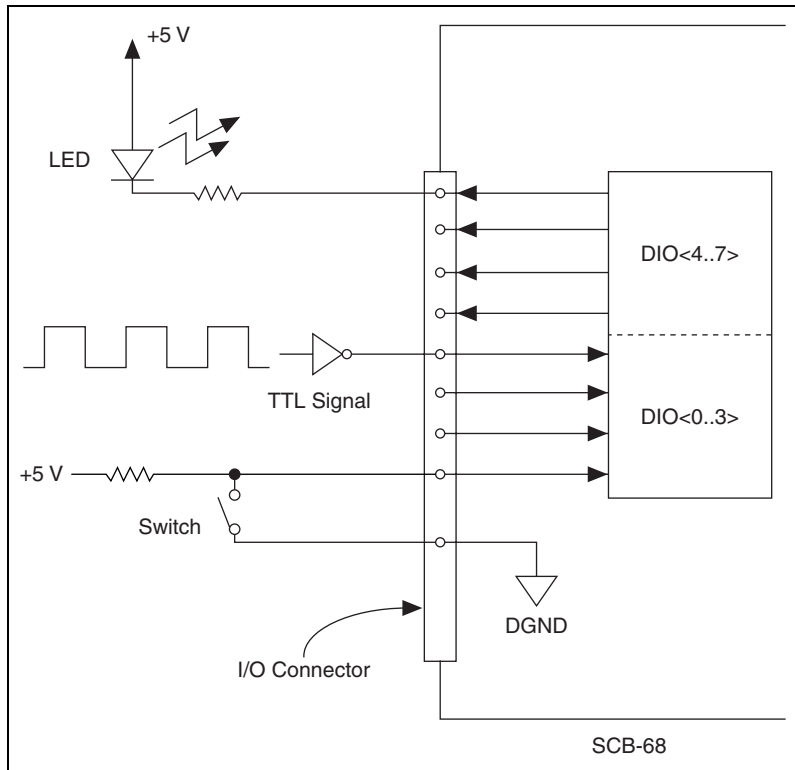 +5 V
LED
DIO<4..7>
TTL Signal
DIO<0..3>
+5 V
Switch
DGND
I/O Connector
SCB-68